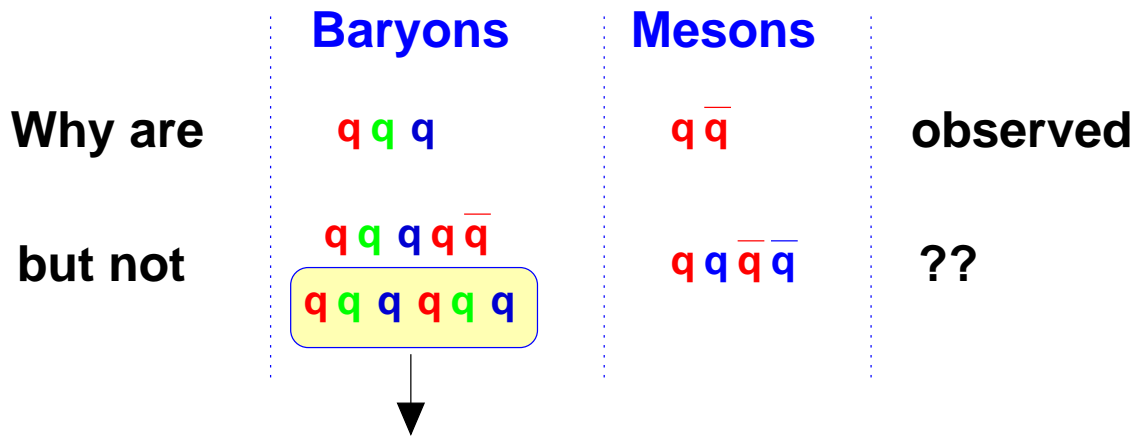 Baryons Mesons
Why are q q q q q̅ observed
q q q q q̅
but not q q q̅ q̅ ??
q q q q q q